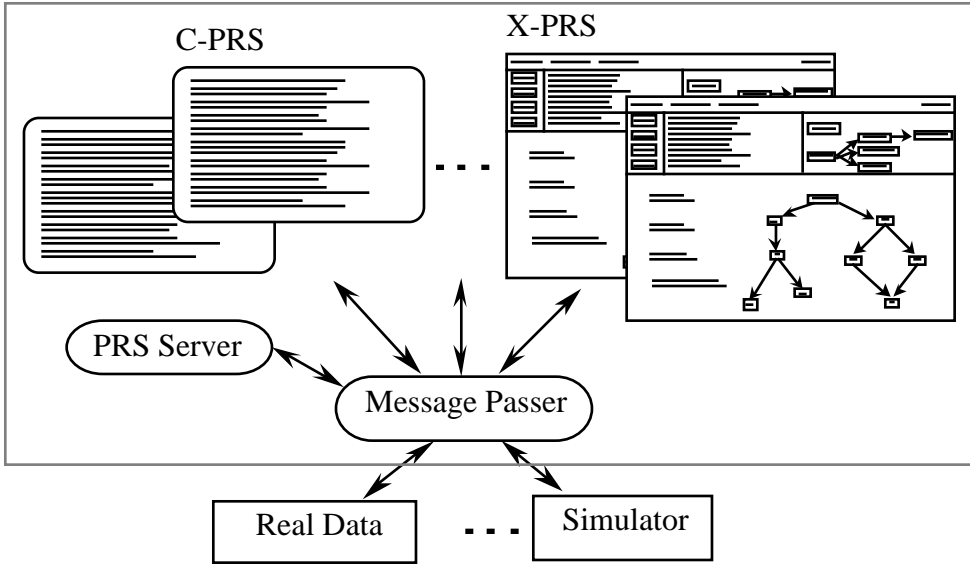 C-PRS
X-PRS
PRS Server
Message Passer
Real Data
Simulator